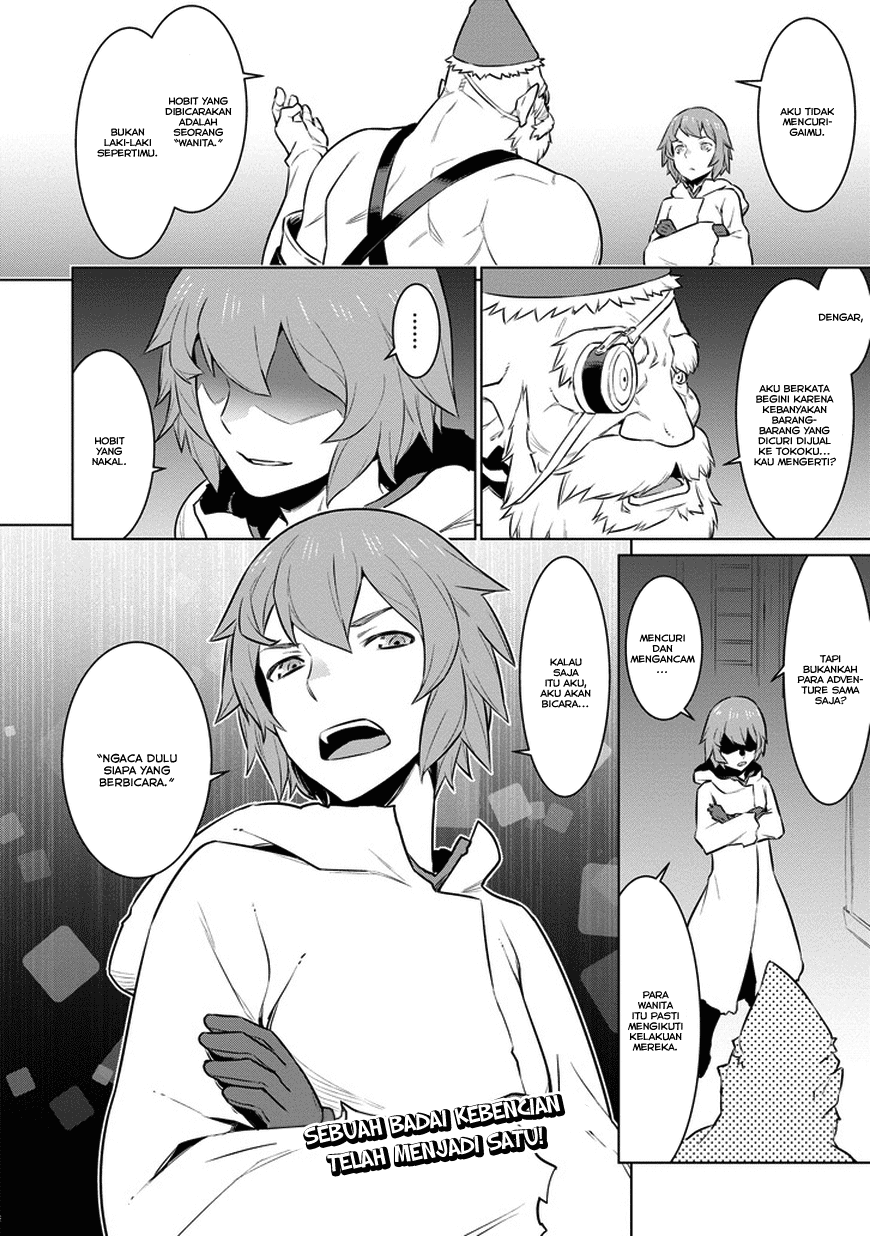 AKU TIDAK
MENCURI-
GAIMU.
HOBIT YANG
DIBICARAKAN
ADALAH
SEORANG
"WANITA."
BUKAN
LAKI-LAKI
SEPERTIMU.
DENGAR,
AKU BERKATA
BEGINI KARENA
KEBANYAKAN
BARANG-
BARANG YANG
DICURI DIJUAL
KE TOKOKU...
KAU MENGERTI?
......
HOBIT
YANG
NAKAL.
TAPI
BUKANKAH
PARA ADVEN-
TURE SAMA
SAJA?
MENCURI
DAN
MENGANCAM
...
PARA
WANITA
ITU PASTI
MENGIKUTI
KELAKUAN
MEREKA.
KALAU
SAJA
ITU AKU,
AKU AKAN
BICARA...
"NGACA DULU
SIAPA YANG
BERBICARA."
SEBUAH BADAI KEBENCIAN
TELAH MENJADI SATU!